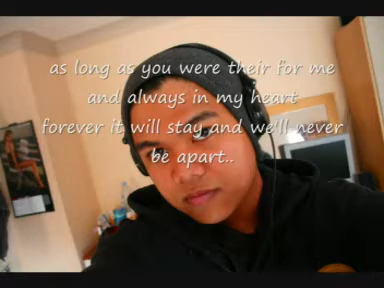 as long as you were their for me
and always in my heart
forever it will stay and we'll never
be apart..